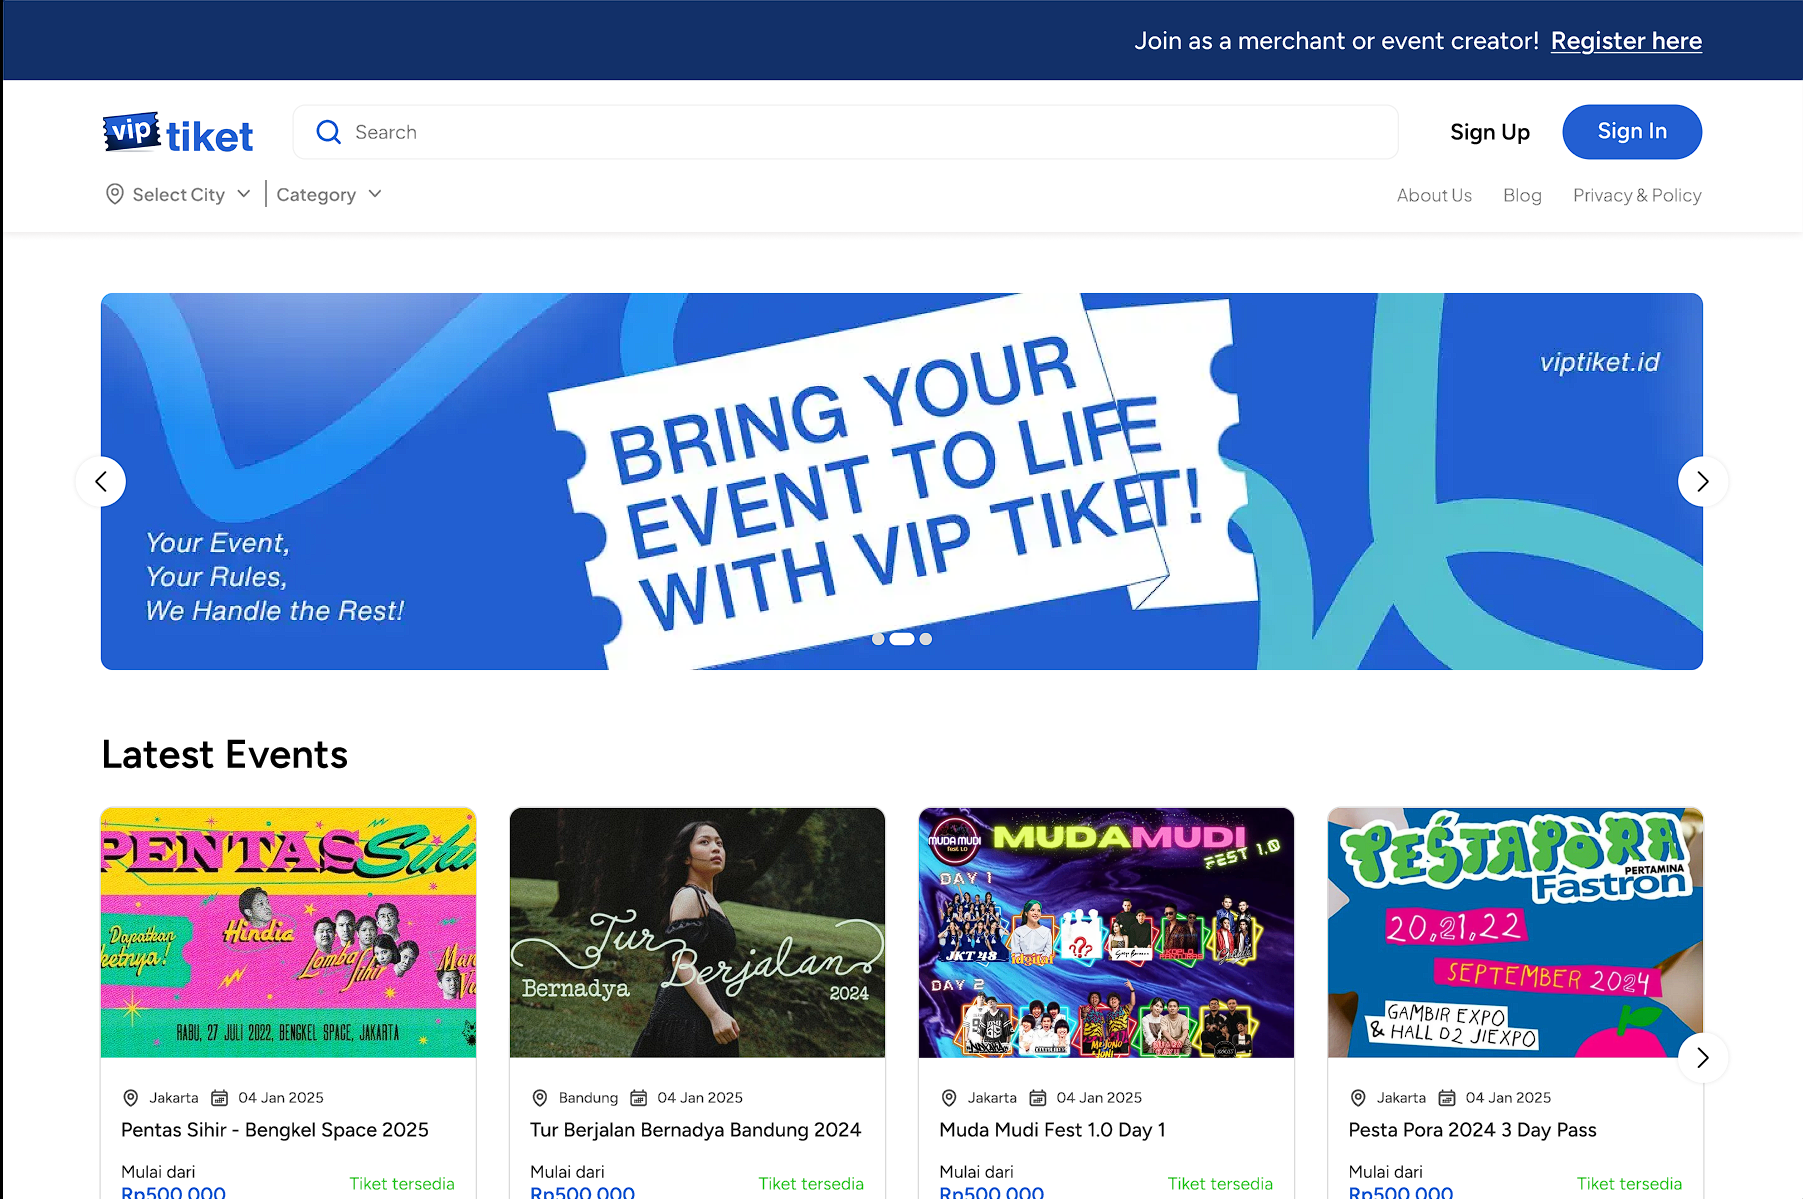 Join as a merchant or event creator! Register here
vip tiket
Search
Sign Up
Sign In
Select City
Category
About Us
Blog
Privacy & Policy
viptiket.id
BRING YOUR
EVENT TO LIFE
WITH VIP TIKET!
Your Event,
Your Rules,
We Handle the Rest!
Latest Events
PENTAS Sihir
Dapatkan
ketnya!
Hindia
Lomba Sihir
RABU, 27 JULI 2022, BENGKEL SPACE, JAKARTA
Jakarta
04 Jan 2025
Pentas Sihir - Bengkel Space 2025
Mulai dari
Rp500.000
Tiket tersedia
Tur
Berjalan
Bernadya
2024
Bandung
04 Jan 2025
Tur Berjalan Bernadya Bandung 2024
Mulai dari
Rp500.000
Tiket tersedia
MUDA MUDI
Fest. 1.0
MUDAMUDI
FEST 1.0
DAY 1
JKT 48
idgitaf
DAY 2
Jakarta
04 Jan 2025
Muda Mudi Fest 1.0 Day 1
Mulai dari
Rp500.000
Tiket tersedia
PESTAPORA
PERTAMINA
Fastron
20,21,22
SEPTEMBER 2024
GAMBIR EXPO
& HALL D2 JIEXPO
Jakarta
04 Jan 2025
Pesta Pora 2024 3 Day Pass
Mulai dari
Rp500.000
Tiket tersedia